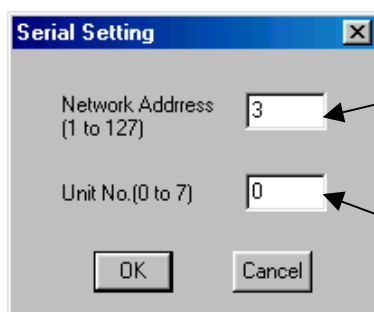 Serial Setting
Network Addrress
(1 to 127)
3
Unit No.(0 to 7)
0
OK
Cancel